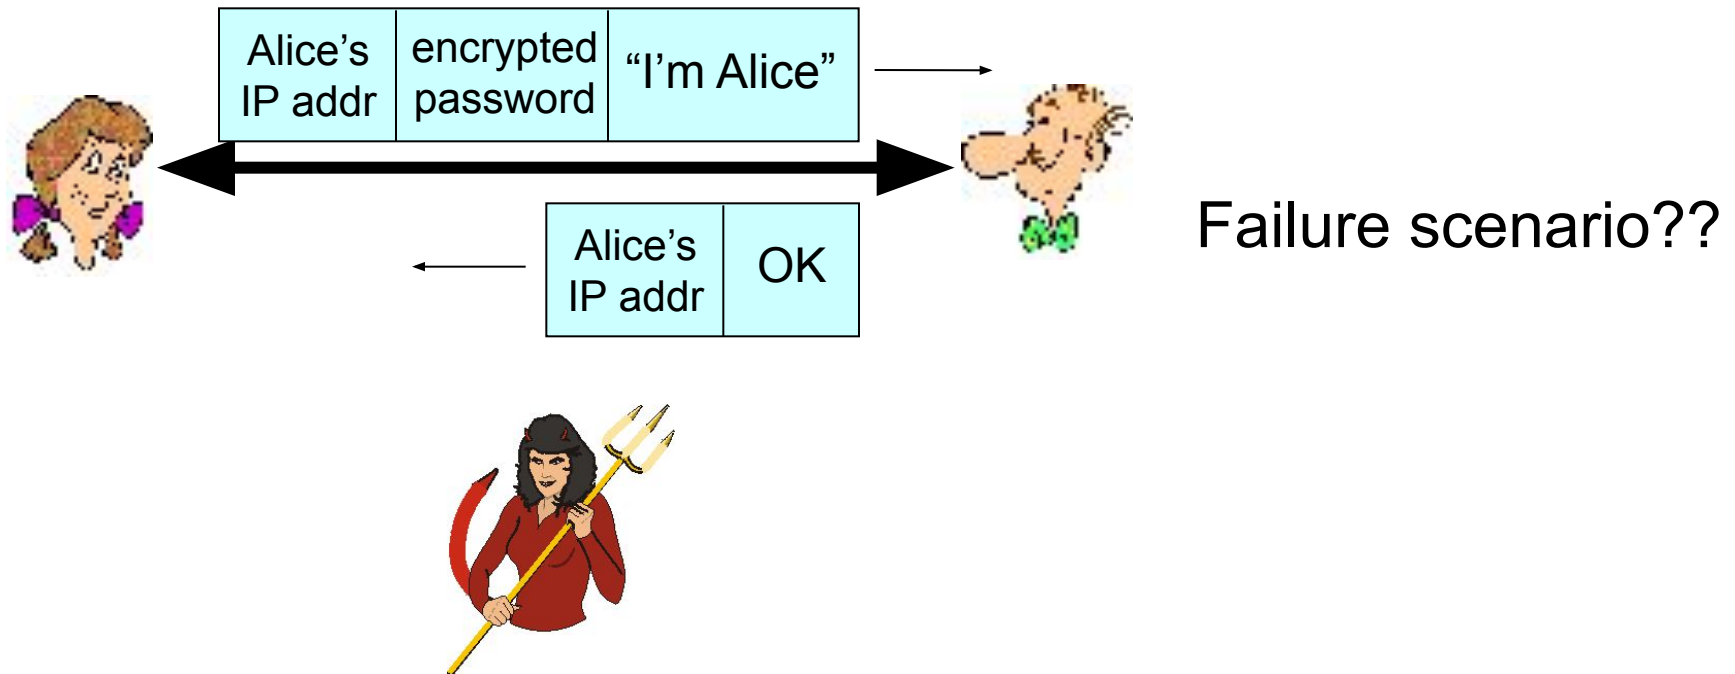 Alice’s
IP addr
encrypted
password
“I’m Alice”
Failure scenario??
Alice’s
IP addr
OK